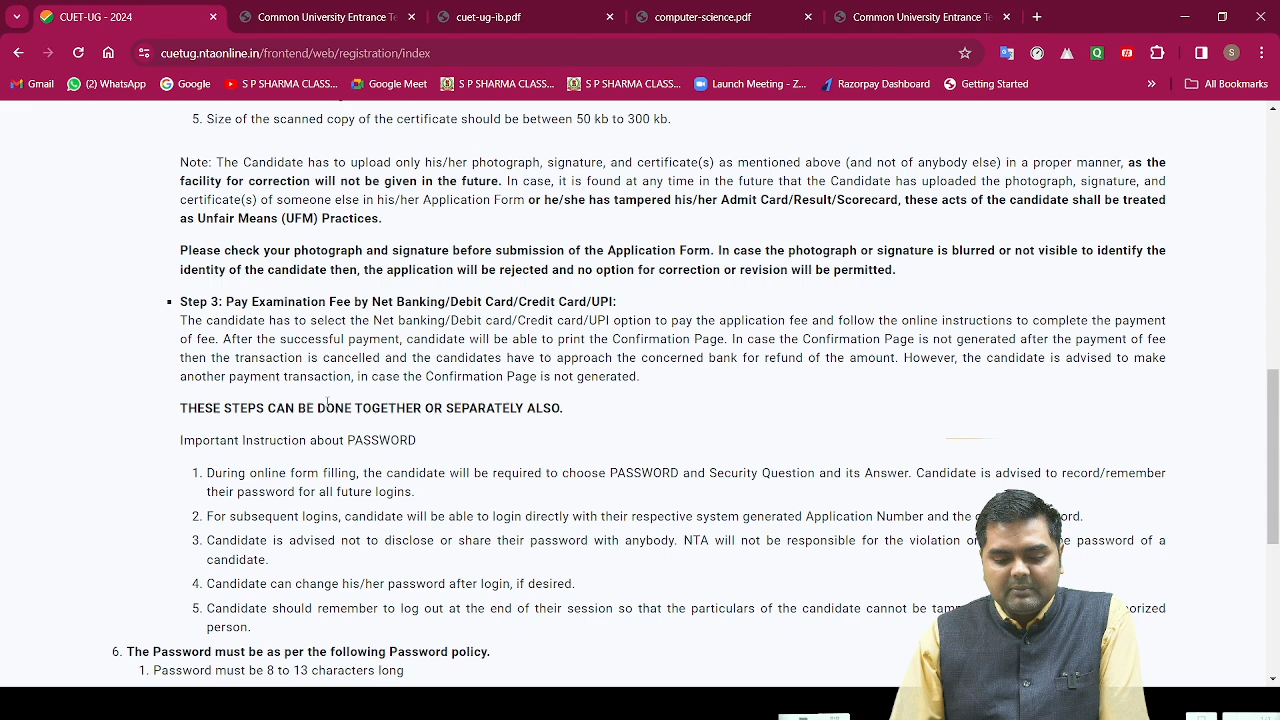 CUET-UG - 2024
Common University Entrance Te
cuet-ug-ib.pdf
computer-science.pdf
Common University Entrance Te
cuetug.ntaonline.in/frontend/web/registration/index
Gmail
(2) WhatsApp
Google
S P SHARMA CLASS...
Google Meet
S P SHARMA CLASS...
S P SHARMA CLASS...
Launch Meeting - Z...
Razorpay Dashboard
Getting Started
All Bookmarks
5. Size of the scanned copy of the certificate should be between 50 kb to 300 kb.
Note: The Candidate has to upload only his/her photograph, signature, and certificate(s) as mentioned above (and not of anybody else) in a proper manner, as the
facility for correction will not be given in the future. In case, it is found at any time in the future that the Candidate has uploaded the photograph, signature, and
certificate(s) of someone else in his/her Application Form or he/she has tampered his/her Admit Card/Result/Scorecard, these acts of the candidate shall be treated
as Unfair Means (UFM) Practices.
Please check your photograph and signature before submission of the Application Form. In case the photograph or signature is blurred or not visible to identify the
identity of the candidate then, the application will be rejected and no option for correction or revision will be permitted.
Step 3: Pay Examination Fee by Net Banking/Debit Card/Credit Card/UPI:
The candidate has to select the Net banking/Debit card/Credit card/UPI option to pay the application fee and follow the online instructions to complete the payment
of fee. After the successful payment, candidate will be able to print the Confirmation Page. In case the Confirmation Page is not generated after the payment of fee
then the transaction is cancelled and the candidates have to approach the concerned bank for refund of the amount. However, the candidate is advised to make
another payment transaction, in case the Confirmation Page is not generated.
THESE STEPS CAN BE DONE TOGETHER OR SEPARATELY ALSO.
Important Instruction about PASSWORD
1. During online form filling, the candidate will be required to choose PASSWORD and Security Question and its Answer. Candidate is advised to record/remember
their password for all future logins.
2. For subsequent logins, candidate will be able to login directly with their respective system generated Application Number and the
3. Candidate is advised not to disclose or share their password with anybody. NTA will not be responsible for the violation password of a
candidate.
4. Candidate can change his/her password after login, if desired.
5. Candidate should remember to log out at the end of their session so that the particulars of the candidate cannot be
person.
6. The Password must be as per the following Password policy.
1. Password must be 8 to 13 characters long